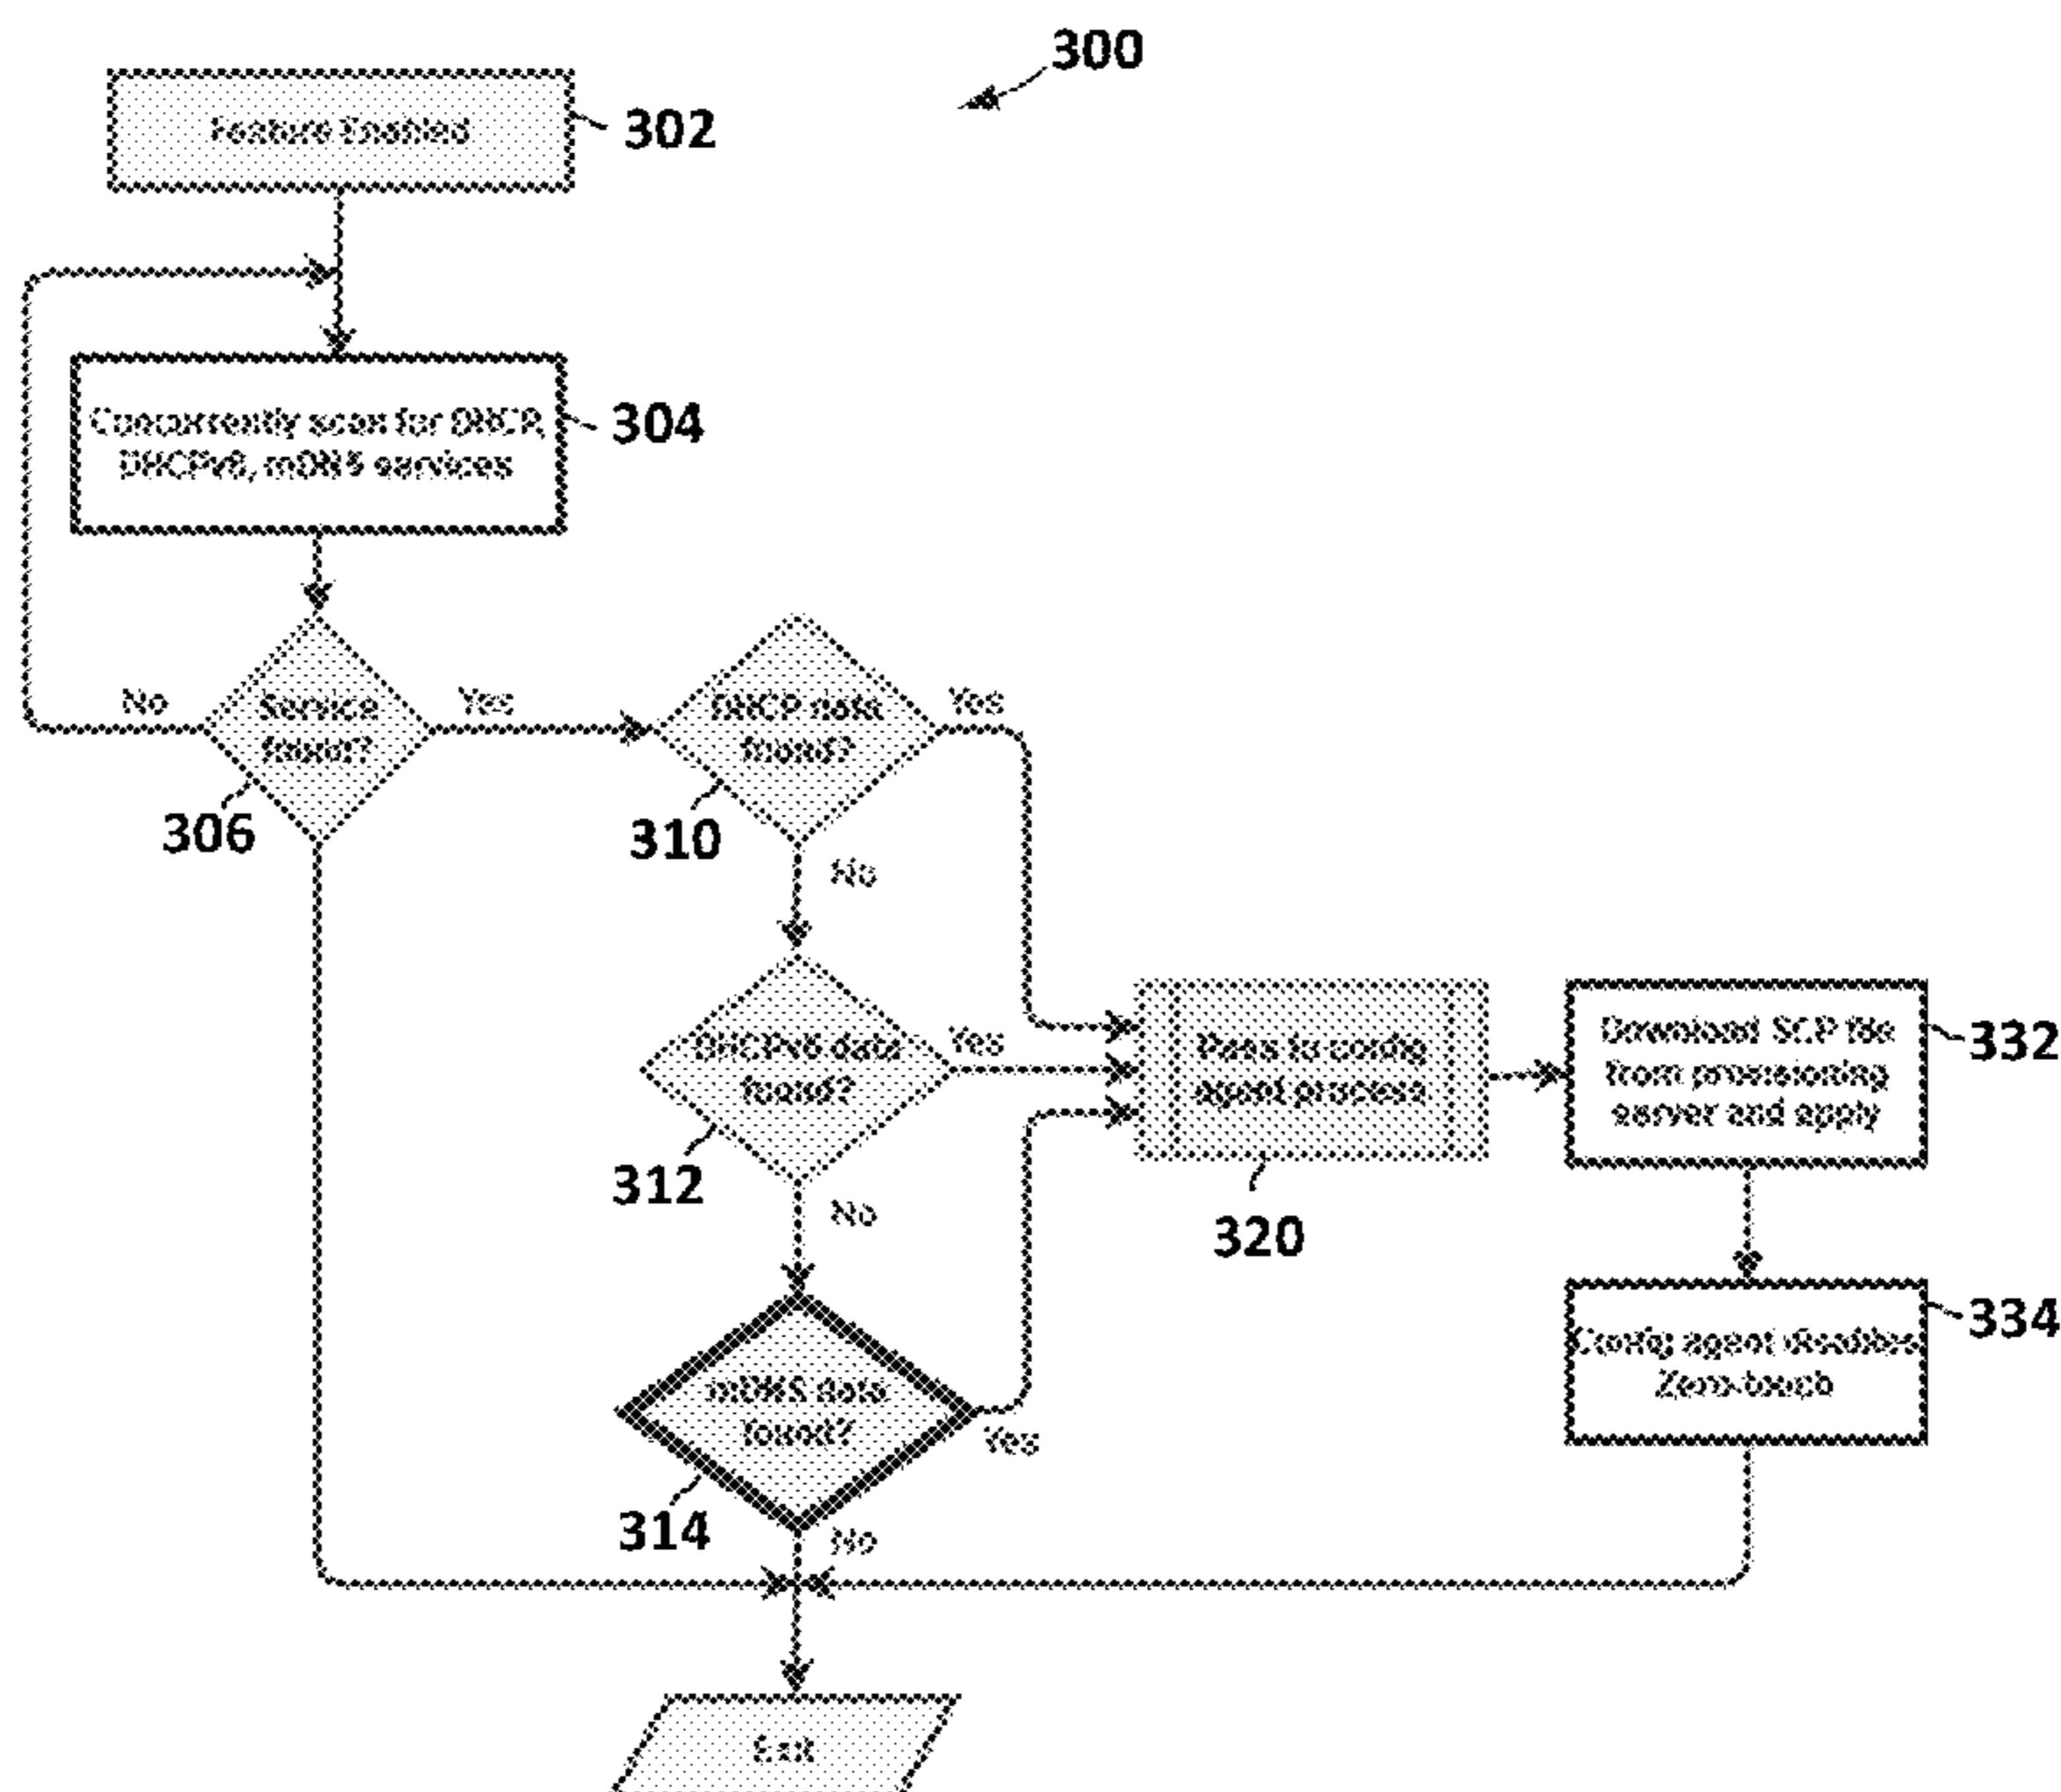 300
Feature Enabled
302
Concurrently scan for DHCP,
DHCPv6, mDNS services
304
No
Service
found?
Yes
306
DHCP data
found?
Yes
310
No
DHCPv6 data
found?
Yes
312
No
mDNS data
found?
Yes
314
No
Pass to config
agent process
320
Download SCP file
from provisioning
server and apply
332
Config agent disables
Zero-touch
334
Exit